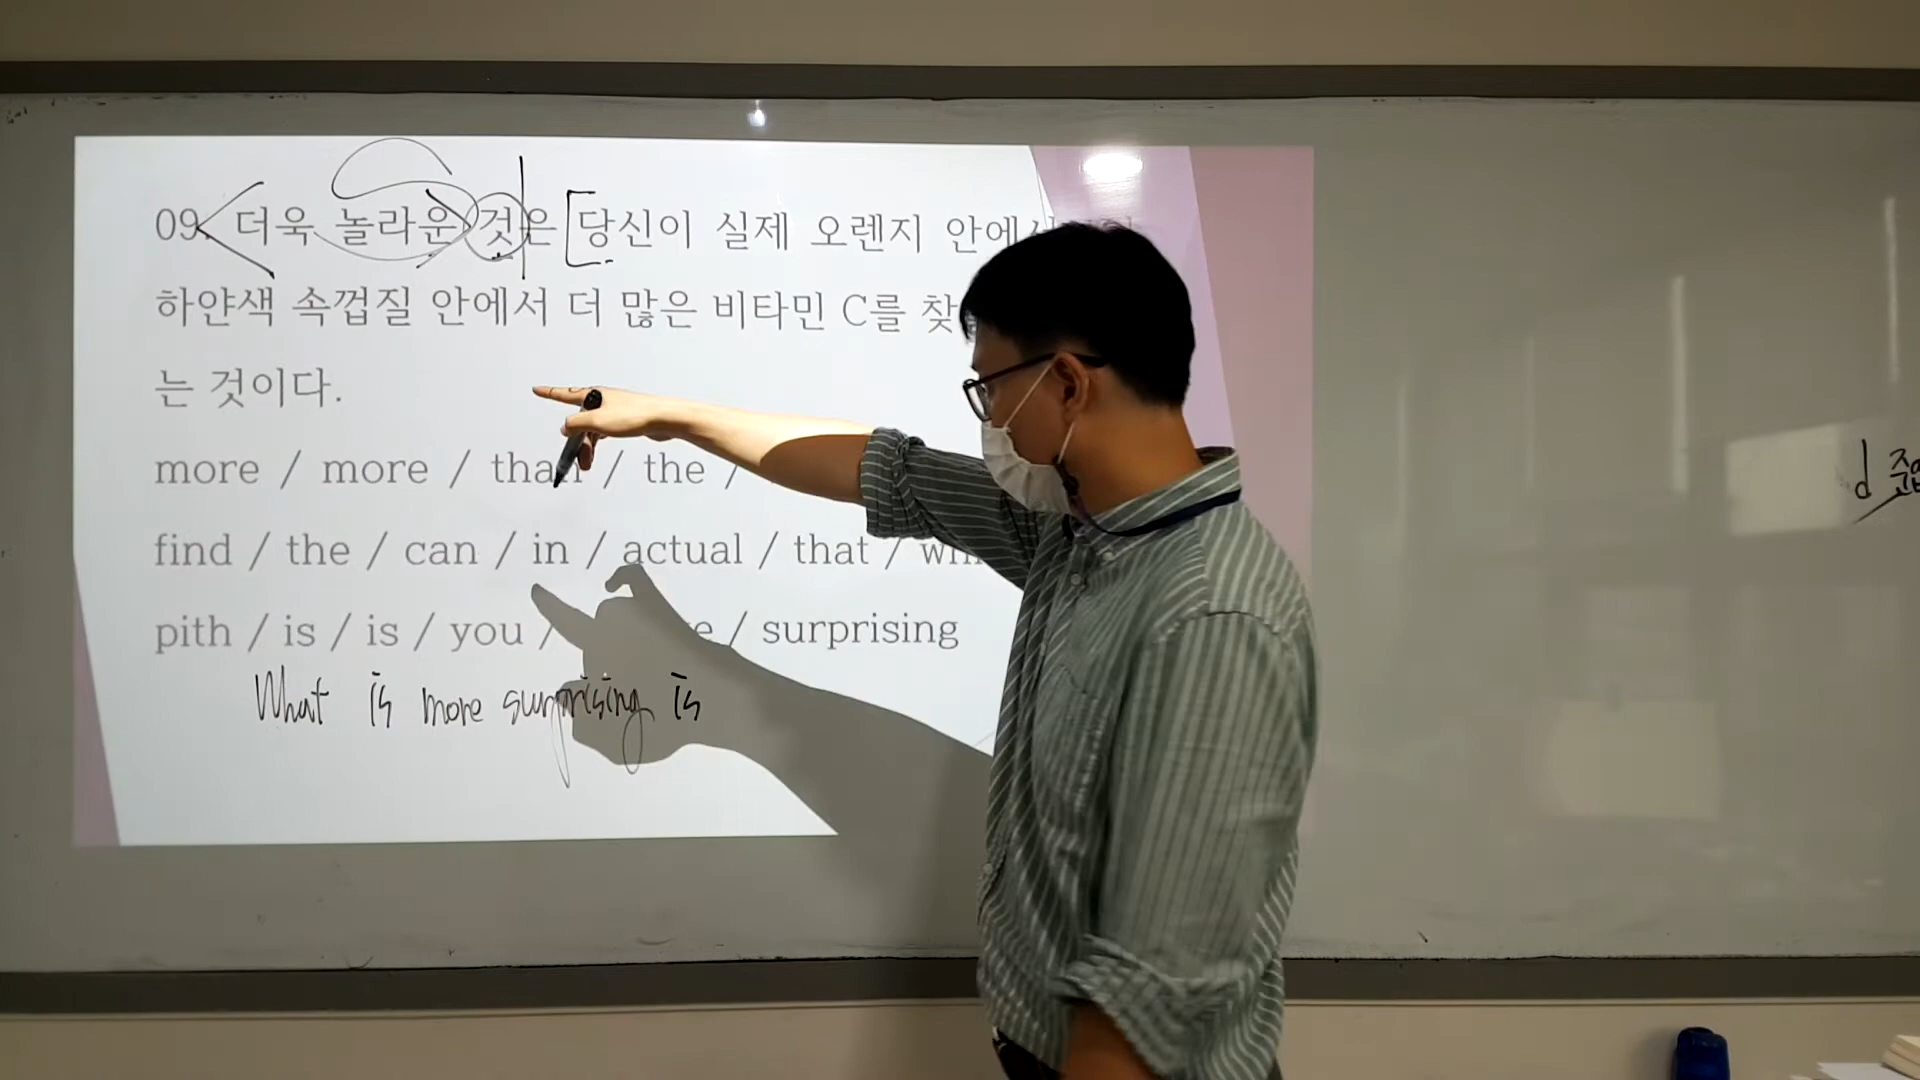 09. 더욱 놀라운 것은 당신이 실제 오렌지 안에서
하얀색 속껍질 안에서 더 많은 비타민 C를 찾
는 것이다.
more / more / than / the /
find / the / can / in / actual / that /
pith / is / is / you / / surprising
What is more surprising is
d